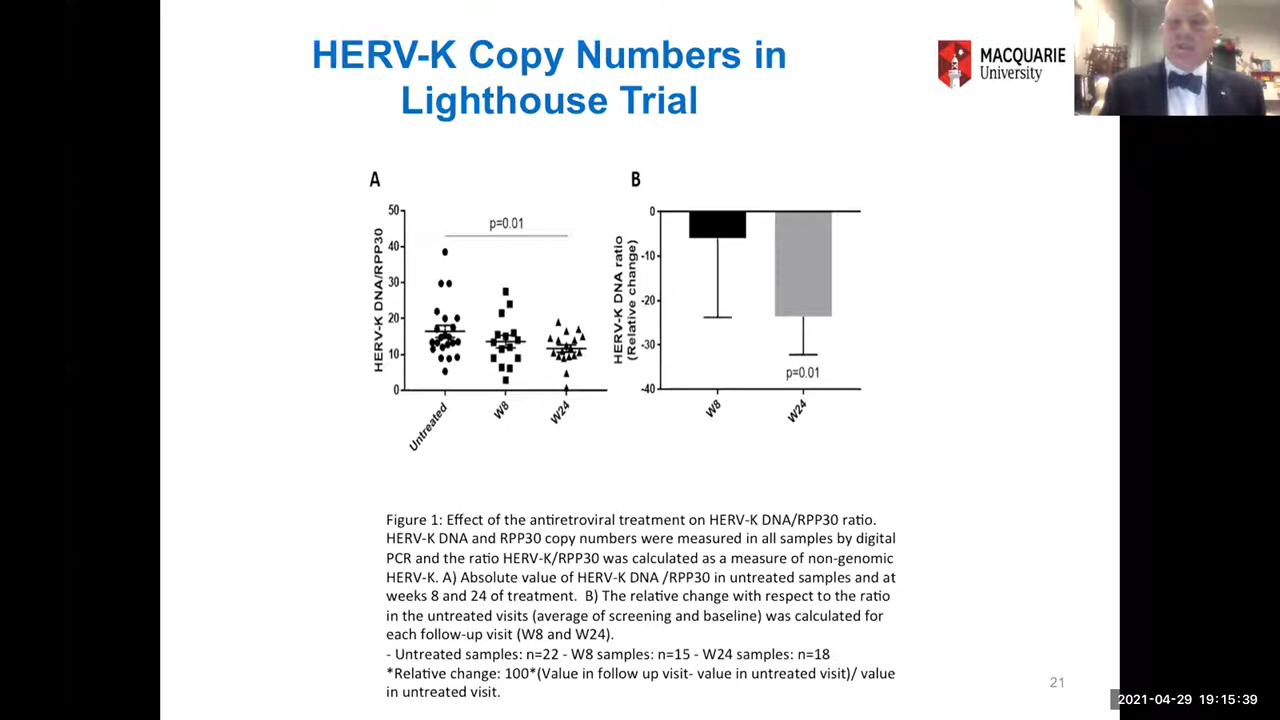 HERV-K Copy Numbers in
Lighthouse Trial
MACQUARIE
University
A
B
HERV-K DNA/RPP30
50
40
30
20
10
0
p=0.01
Untreated
W8
W24
HERV-K DNA ratio
(Relative change)
0
-10
-20
-30
-40
p=0.01
W8
W24
Figure 1: Effect of the antiretroviral treatment on HERV-K DNA/RPP30 ratio.
HERV-K DNA and RPP30 copy numbers were measured in all samples by digital
PCR and the ratio HERV-K/RPP30 was calculated as a measure of non-genomic
HERV-K. A) Absolute value of HERV-K DNA /RPP30 in untreated samples and at
weeks 8 and 24 of treatment. B) The relative change with respect to the ratio
in the untreated visits (average of screening and baseline) was calculated for
each follow-up visit (W8 and W24).
- Untreated samples: n=22 - W8 samples: n=15 - W24 samples: n=18
*Relative change: 100*(Value in follow up visit- value in untreated visit)/ value
in untreated visit.
21
2021-04-29 19:15:39